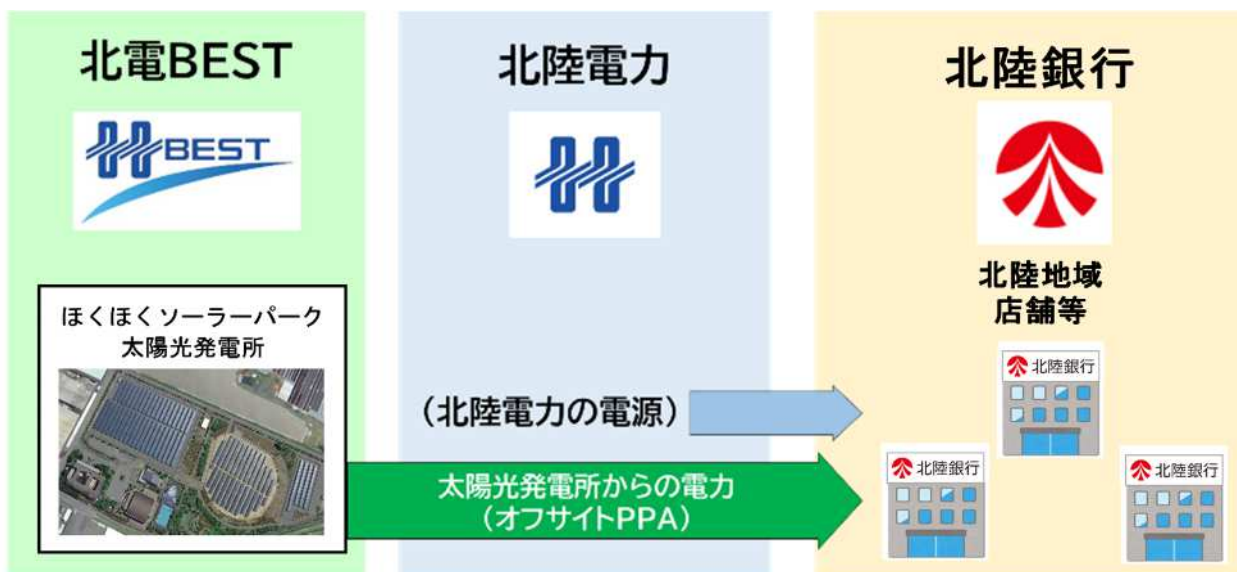 北電BEST
BEST
ほくほくソーラーパーク
太陽光発電所
北陸電力
(北陸電力の電源)
太陽光発電所からの電力
(オフサイトPPA)
北陸銀行
北陸地域
店舗等
北陸銀行
北陸銀行
北陸銀行